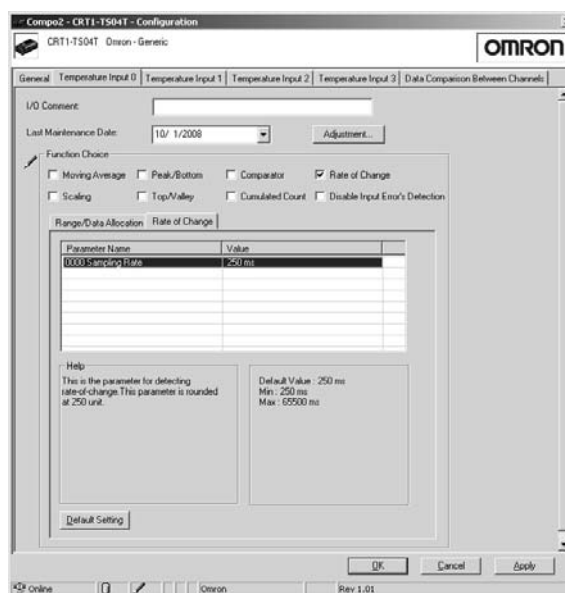 Compo2 - CRT1-TS04T - Configuration
CRT1-TS04T Omron - Generic
OMRON
General Temperature Input 0 Temperature Input 1 Temperature Input 2 Temperature Input 3 Data Comparison Between Channels
I/O Comment:
Last Maintenance Date: 10/ 1/2008 Adjustment...
Function Choice
Moving Average Peak/Bottom Comparator Rate of Change
Scaling Top/Valley Cumulated Count Disable Input Error's Detection
Range/Data Allocation Rate of Change
Parameter Name Value
0000 Sampling Rate 250 ms
Help
This is the parameter for detecting
rate-of-change.This parameter is rounded
at 250 unit.
Default Value : 250 ms
Min : 250 ms
Max : 65500 ms
Default Setting
OK Cancel Apply
Online Omron Rev 1.01